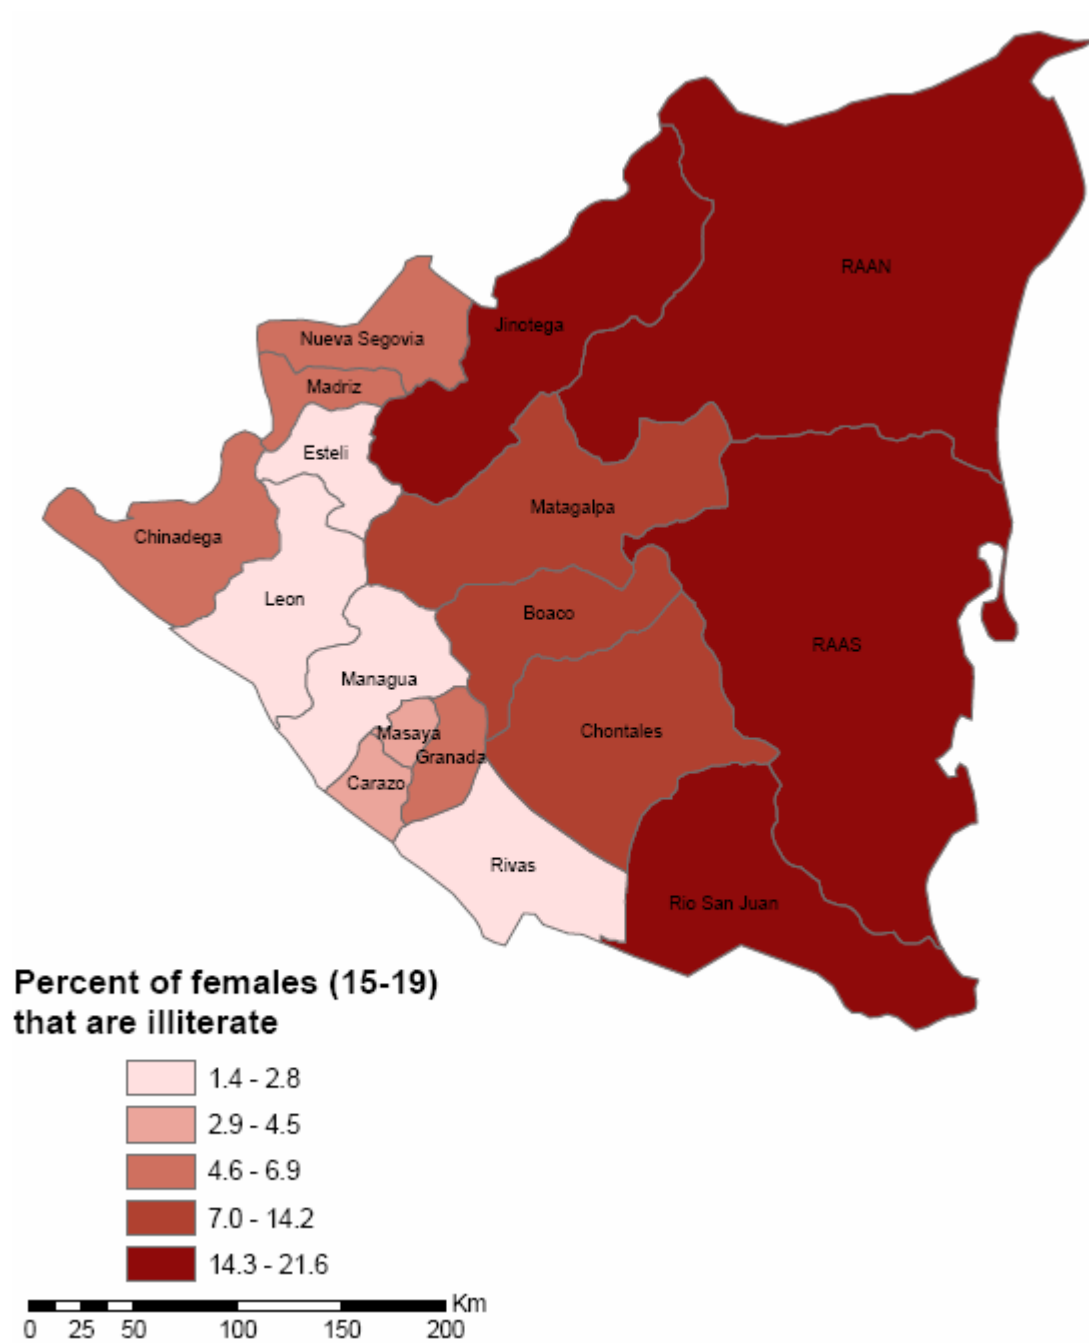 RAAN
Jinotega
Nueva Segovia
Madriz
Esteli
Matagalpa
Chinadega
Leon
Boaco
RAAS
Managua
Masaya
Chontales
Granada
Carazo
Rivas
Rio San Juan
Percent of females (15-19)
that are illiterate
1.4 - 2.8
2.9 - 4.5
4.6 - 6.9
7.0 - 14.2
14.3 - 21.6
Km
0 25 50 100 150 200